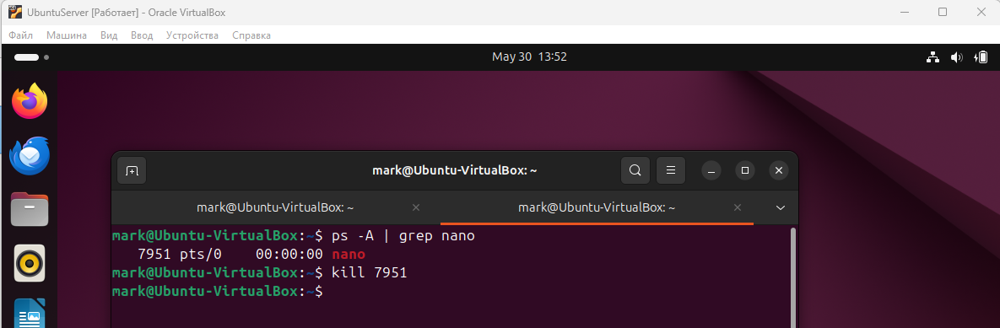 UbuntuServer [Работает] - Oracle VirtualBox
Файл Машина Вид Ввод Устройства Справка
May 30 13:52
mark@Ubuntu-VirtualBox: ~
mark@Ubuntu-VirtualBox: ~ mark@Ubuntu-VirtualBox: ~
mark@Ubuntu-VirtualBox:~$ ps -A | grep nano
7951 pts/0 00:00:00 nano
mark@Ubuntu-VirtualBox:~$ kill 7951
mark@Ubuntu-VirtualBox:~$